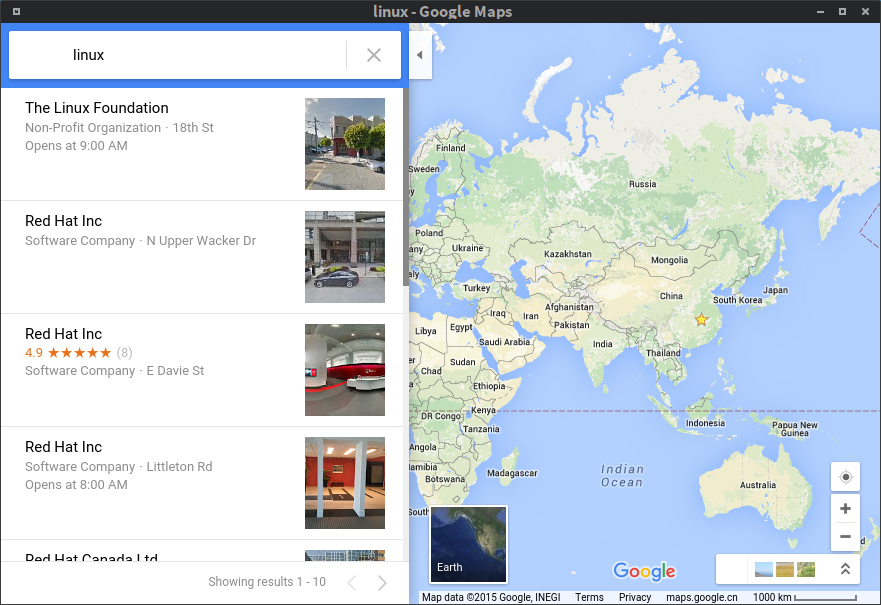 linux - Google Maps
linux
The Linux Foundation
Non-Profit Organization · 18th St
Opens at 9:00 AM
Red Hat Inc
Software Company · N Upper Wacker Dr
Red Hat Inc
4.9 ★★★★★ (8)
Software Company · E Davie St
Red Hat Inc
Software Company · Littleton Rd
Opens at 8:00 AM
Red Hat Canada Ltd
Showing results 1 - 10
Finland
Sweden
Russia
Poland
Ukraine
Kazakhstan
Mongolia
Turkey
China
Japan
South Korea
Iraq
Iran
Afghanistan
Pakistan
Libya
Egypt
Saudi Arabia
India
Thailand
Chad
Sudan
Ethiopia
DR Congo
Kenya
Tanzania
Indonesia
Papua New
Guinea
Angola
Namibia
Botswana
Madagascar
Indian
Ocean
Australia
South
Earth
Google
Map data ©2015 Google, INEGI Terms Privacy maps.google.cn 1000 km